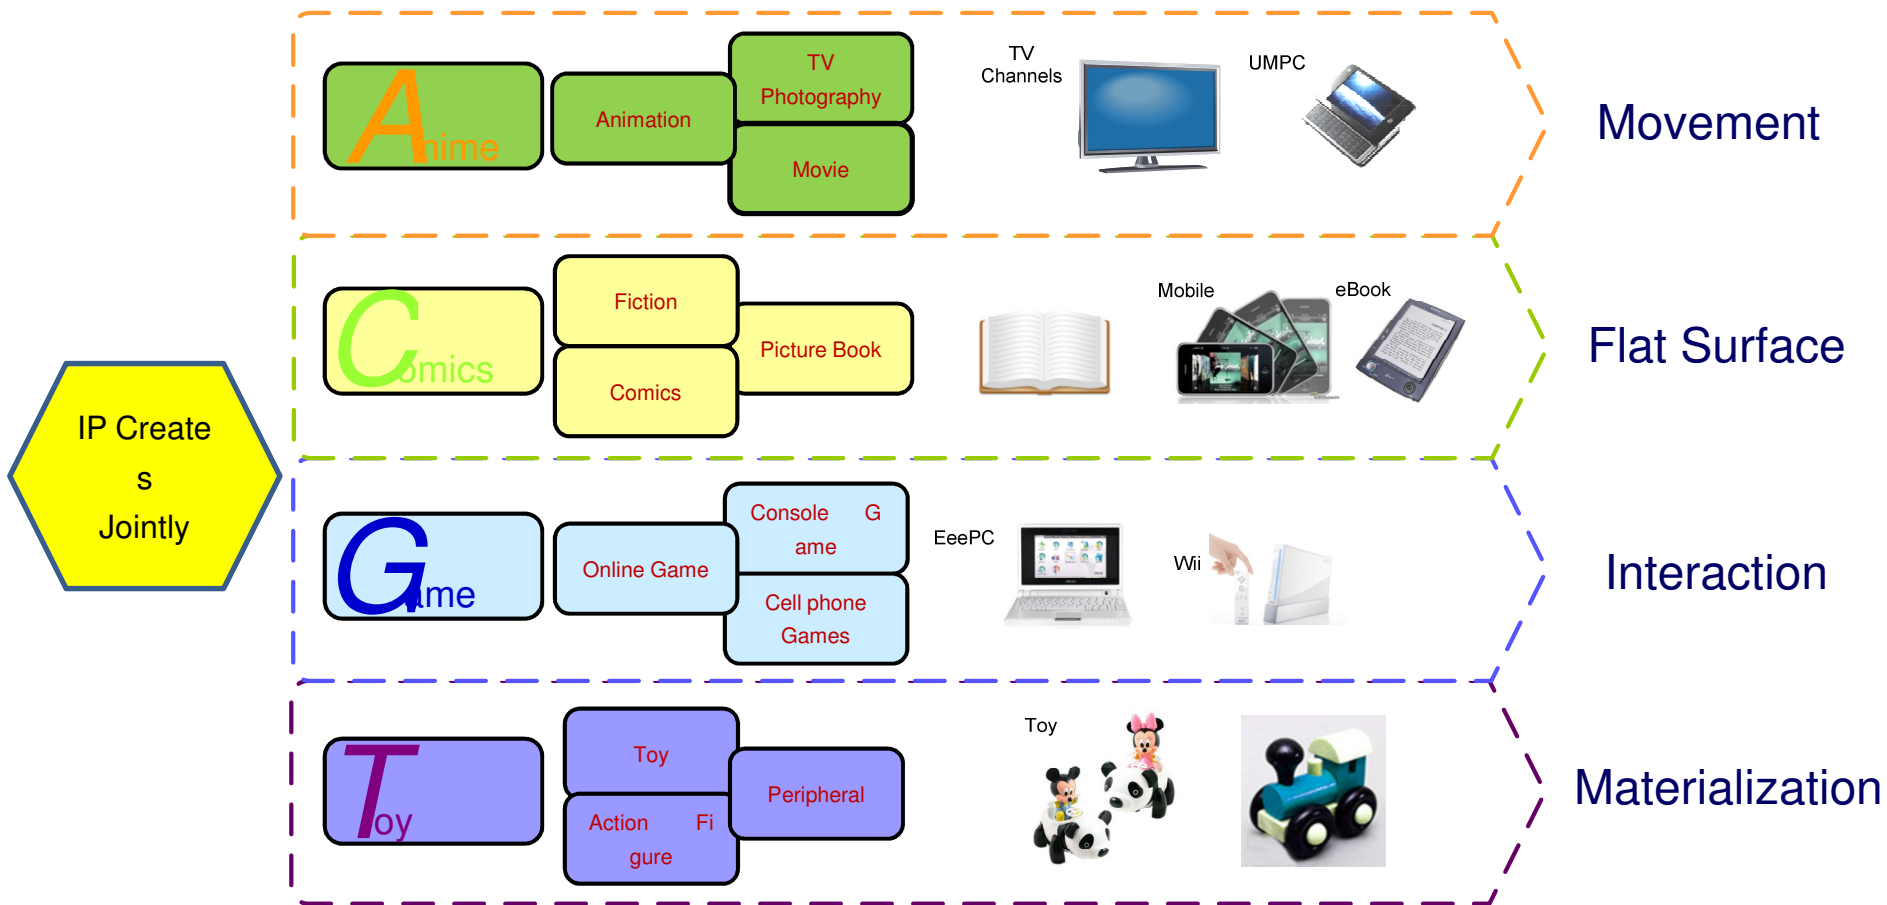 IP Create
s
Jointly
Anime
Animation
TV
Photography
Movie
TV
Channels
UMPC
Movement
Comics
Fiction
Comics
Picture Book
Mobile
eBook
Flat Surface
Game
Online Game
Console G
ame
Cell phone
Games
EeePC
Wii
Interaction
Toy
Toy
Action Fi
gure
Peripheral
Toy
Materialization